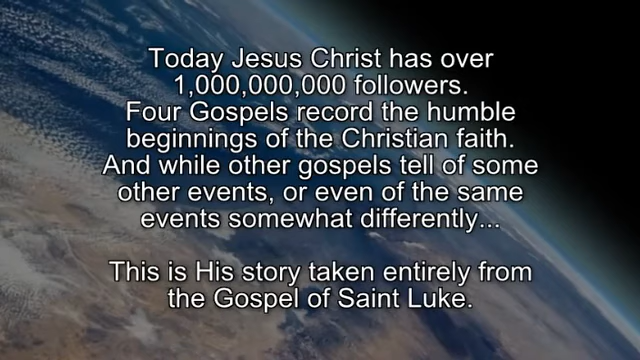 Today Jesus Christ has over
1,000,000,000 followers.
Four Gospels record the humble
beginnings of the Christian faith.
And while other gospels tell of some
other events, or even of the same
events somewhat differently...
This is His story taken entirely from
the Gospel of Saint Luke.